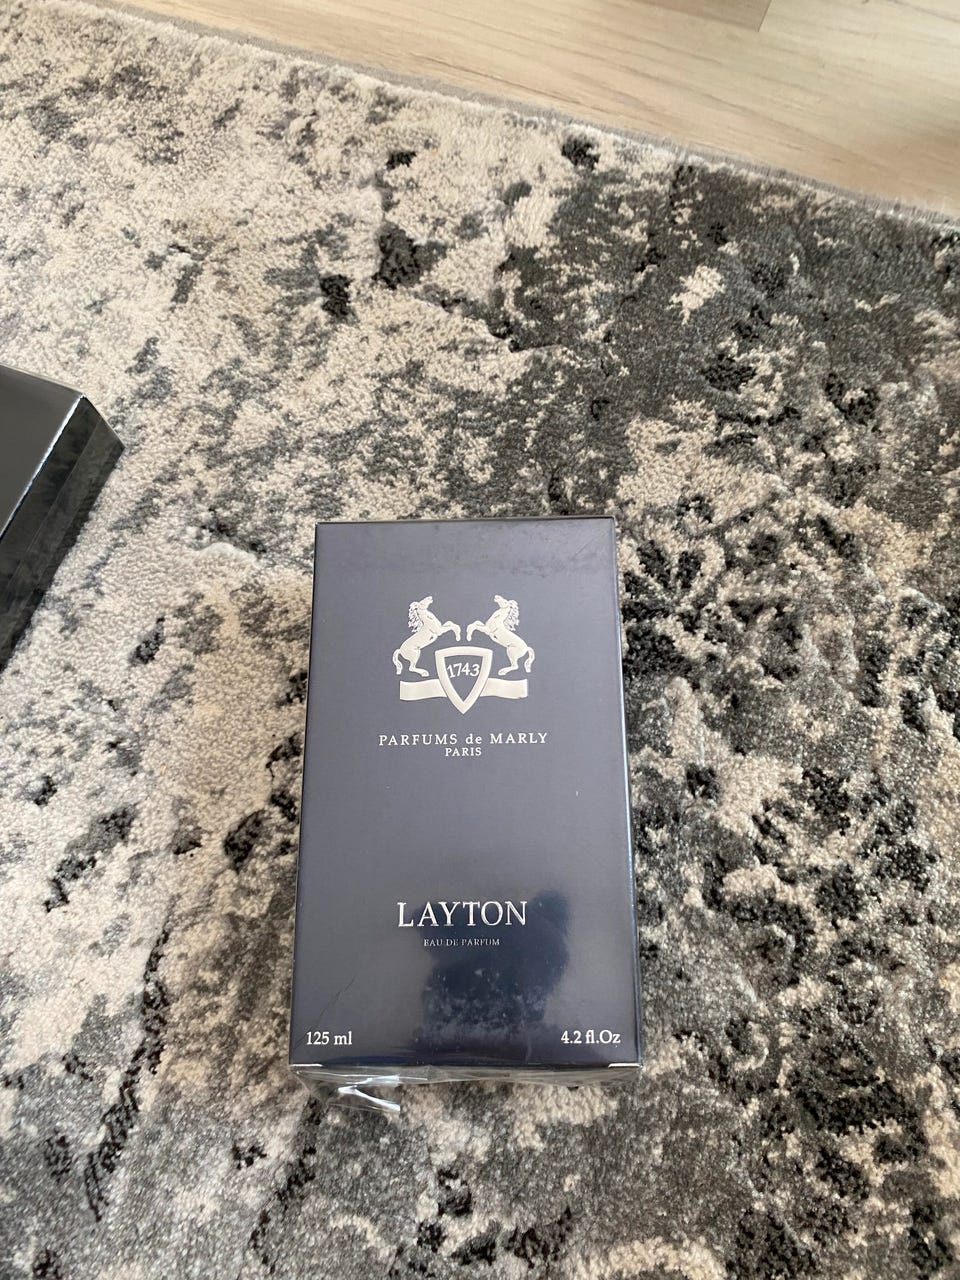 1743
PARFUMS de MARLY
PARIS
LAYTON
EAU DE PARFUM
125 ml
4.2 fl.Oz